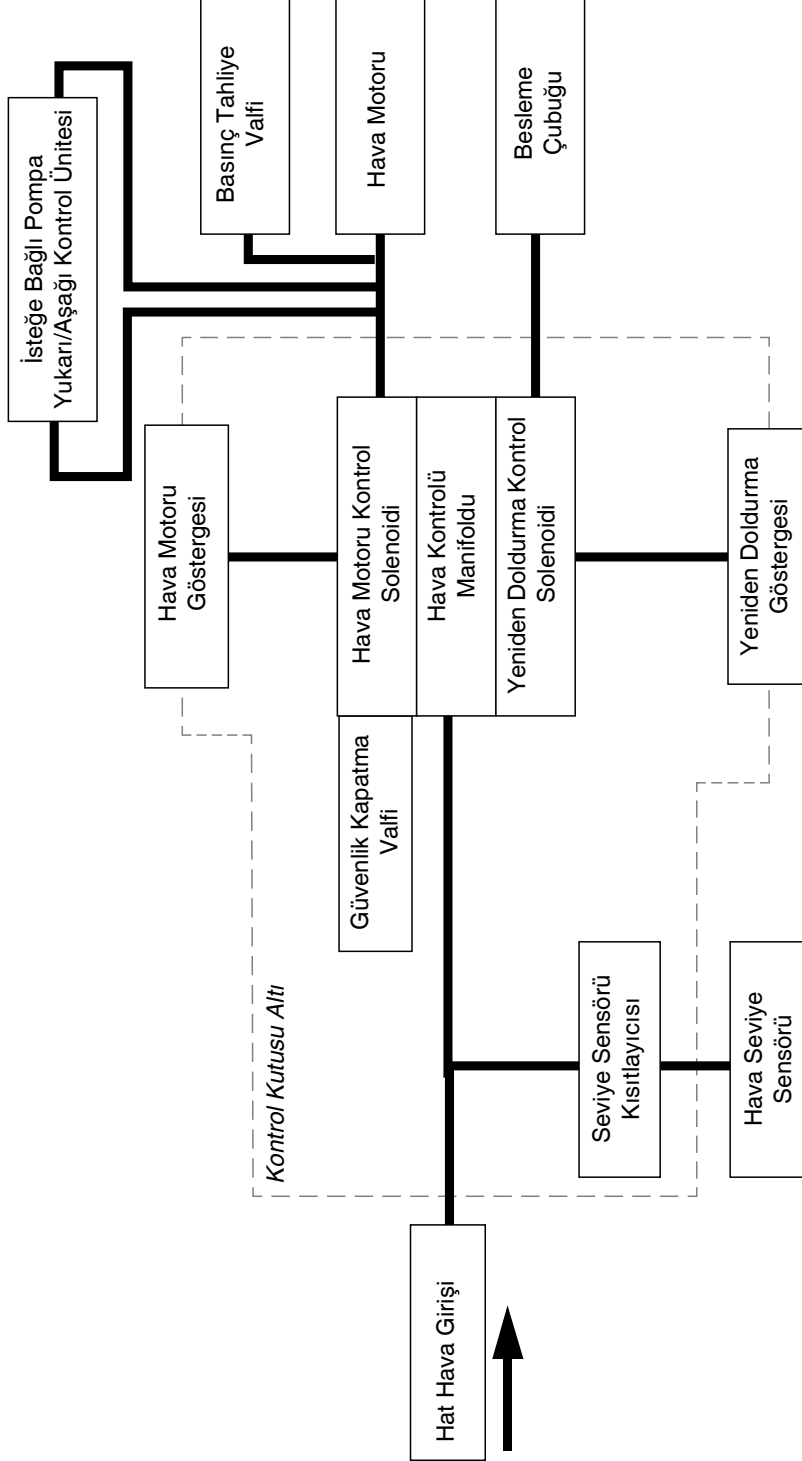 İsteğe Bağlı Pompa
Yukarı/Aşağı Kontrol Ünitesi
Hava Motoru
Göstergesi
Basınç Tahliye
Valfi
Kontrol Kutusu Altı
Güvenlik Kapatma
Valfi
Hava Motoru Kontrol
Solenoidi
Hava Motoru
Hat Hava Girişi
Hava Kontrolü
Manifoldu
Yeniden Doldurma Kontrol
Solenoidi
Besleme
Çubuğu
Seviye Sensörü
Kısıtlayıcısı
Hava Seviye
Sensörü
Yeniden Doldurma
Göstergesi